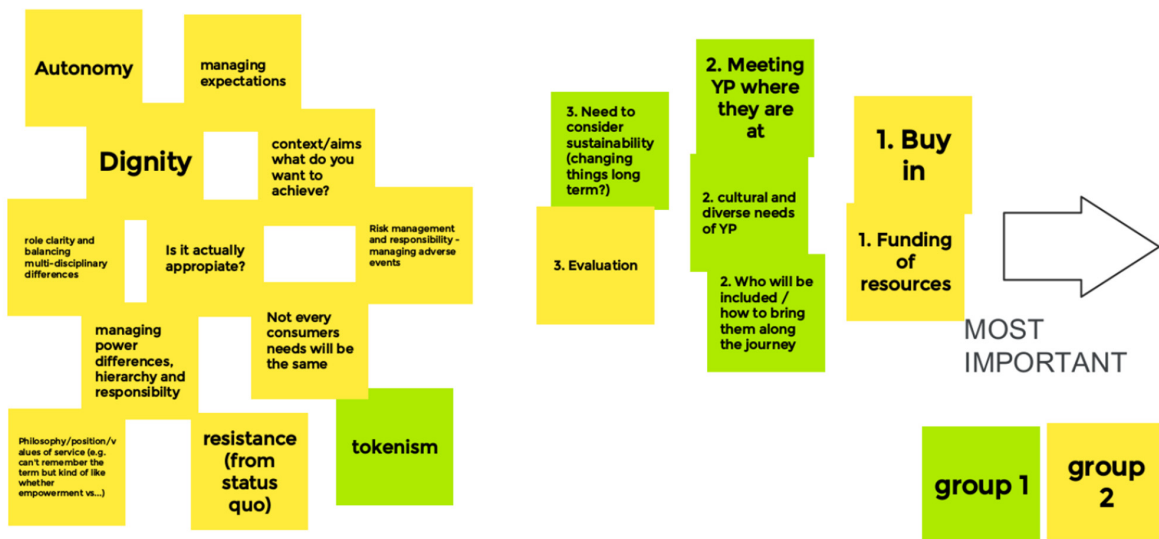 Autonomy
managing
expectations
Dignity
context/aims
what do you
want to
achieve?
role clarity and
balancing
multi-disciplinary
differences
Is it actually
appropiate?
Risk management
and responsibility -
managing adverse
events
managing
power
differences,
hierarchy and
responsibilty
Not every
consumers
needs will be
the same
Philosophy/position/v
alues of service (e.g.
can't remember the
term but kind of like
whether
empowerment vs...)
resistance
(from
status
quo)
tokenism
3. Need to
consider
sustainability
(changing
things long
term?)
3. Evaluation
2. Meeting
YP where
they are
at
2. cultural and
diverse needs
of YP
2. Who will be
included /
how to bring
them along
the journey
1. Buy
in
1. Funding
of
resources
MOST
IMPORTANT
group 1
group
2